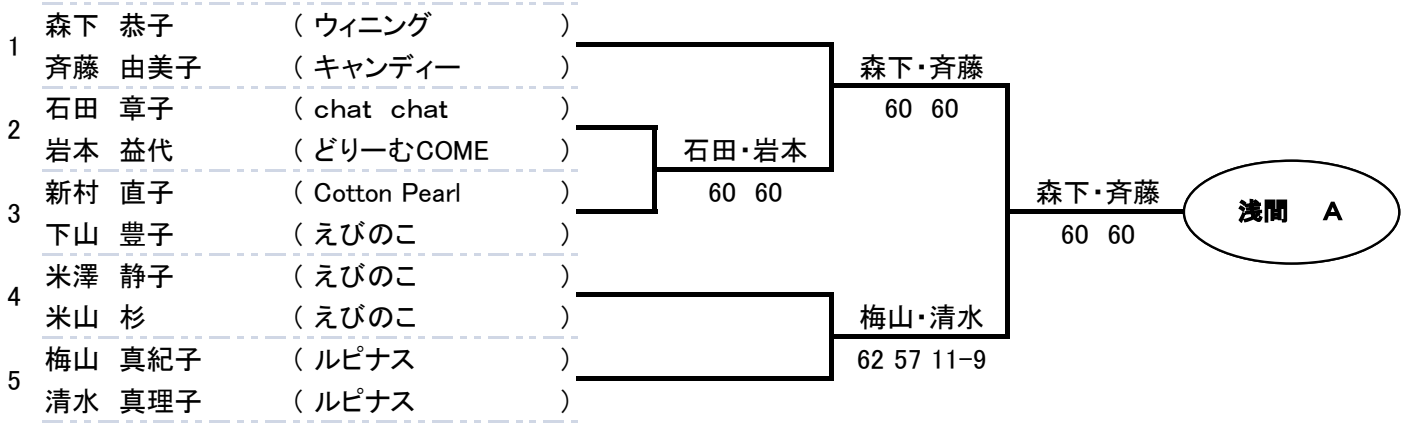 1
森下 恭子 ( ウィニング )
斉藤 由美子 ( キャンディー )
2
石田 章子 ( chat chat )
岩本 益代 ( どりーむCOME )
3
新村 直子 ( Cotton Pearl )
下山 豊子 ( えびのこ )
4
米澤 静子 ( えびのこ )
米山 杉 ( えびのこ )
5
梅山 真紀子 ( ルピナス )
清水 真理子 ( ルピナス )
石田・岩本
60 60
森下・斉藤
60 60
梅山・清水
62 57 11-9
森下・斉藤
60 60
浅間 A